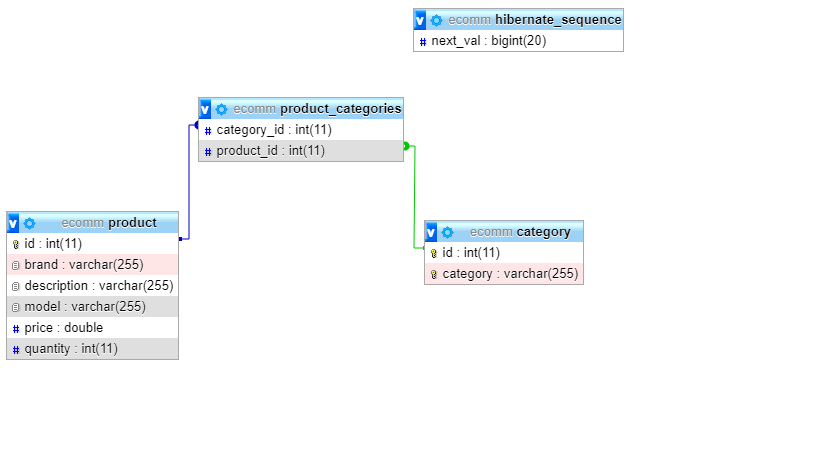 v ecomm hibernate_sequence
# next_val : bigint(20)
v ecomm product_categories
# category_id : int(11)
# product_id : int(11)
v ecomm product
id : int(11)
brand : varchar(255)
description : varchar(255)
model : varchar(255)
# price : double
# quantity : int(11)
v ecomm category
id : int(11)
category : varchar(255)